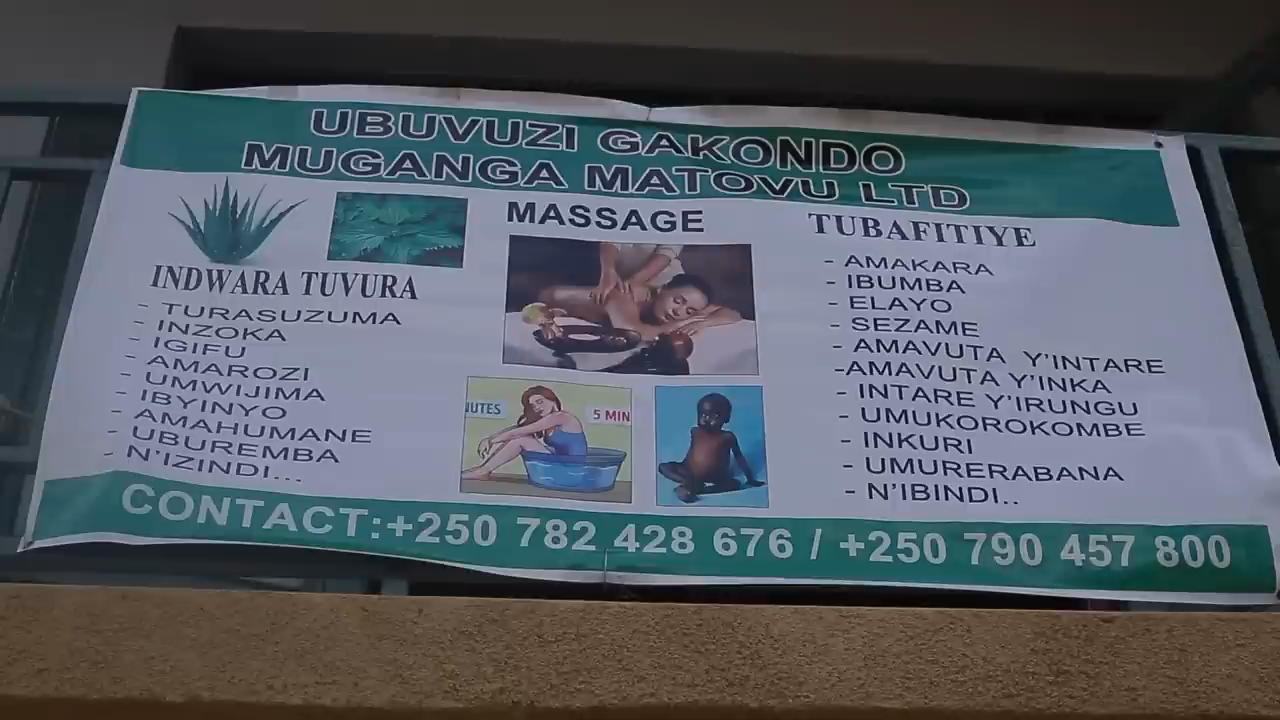 UBUVUZI GAKONDO
MUGANGA MATOVU LTD
INDWARA TUVURA
- TURASUZUMA
- INZOKA
- IGIFU
- AMAROZI
- UMWIJIMA
- IBYINYO
- AMAHUMANE
- UBUREMBA
- N'IZINDI...
MASSAGE
NUTES
5 MIN
TUBAFITIYE
- AMAKARA
- IBUMBA
- ELAYO
- SEZAME
- AMAVUTA Y'INTARE
-AMAVUTA Y'INKA
- INTARE Y'IRUNGU
- UMUKOROKOMBE
- INKURI
- UMURERABANA
- N'IBINDI..
CONTACT:+250 782 428 676 / +250 790 457 800